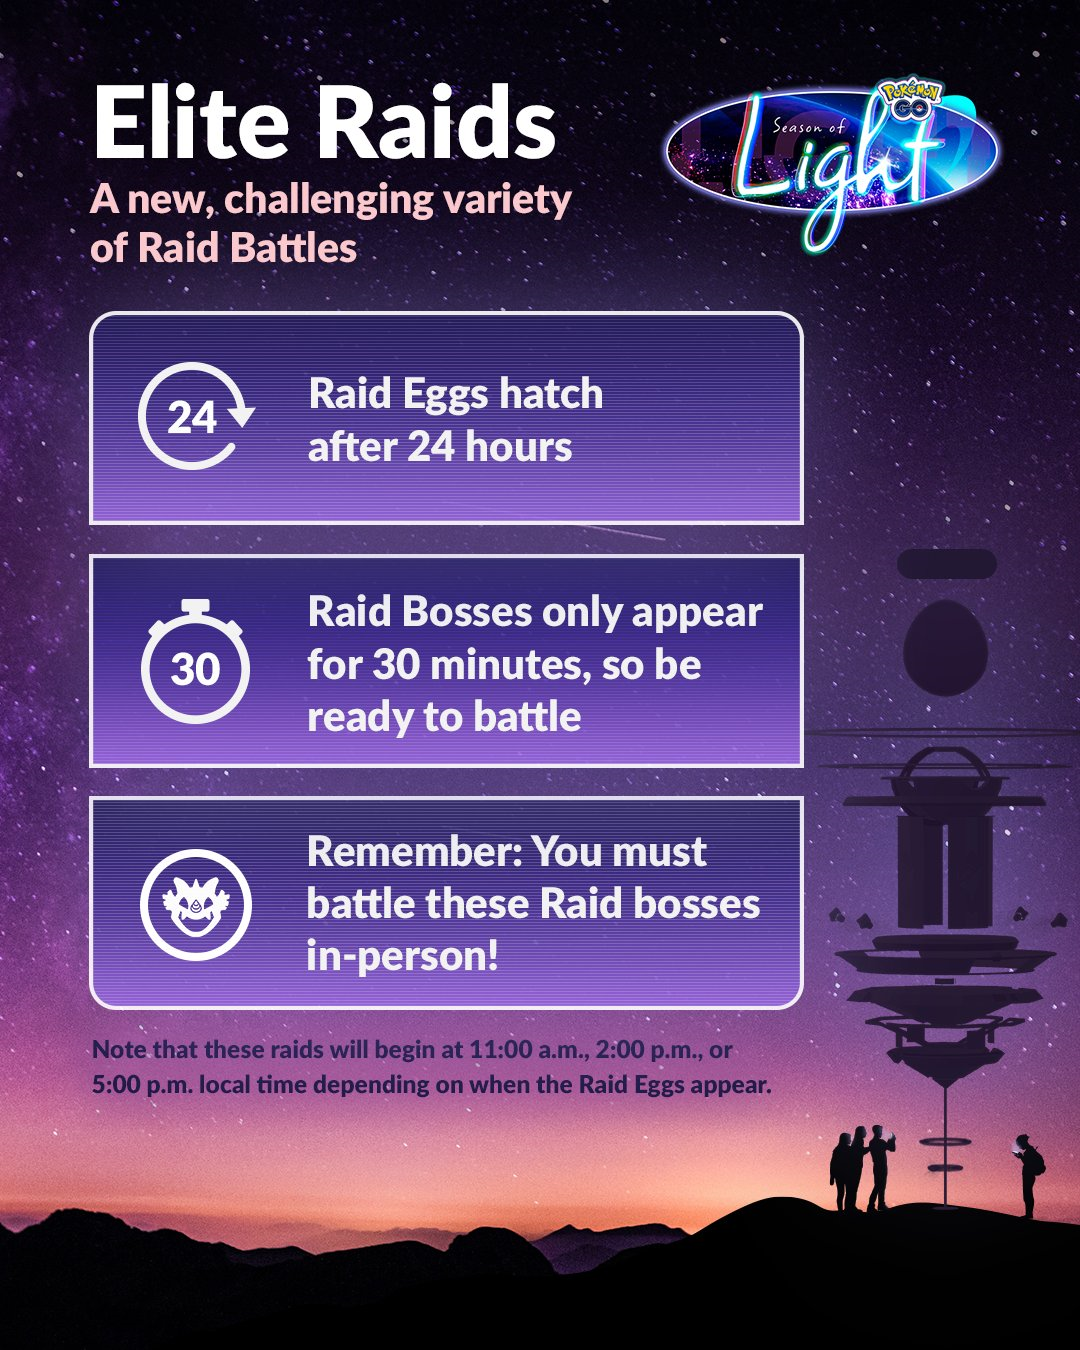 Elite Raids
A new, challenging variety
of Raid Battles
Pokémon
GO
Season of
Light
24
Raid Eggs hatch
after 24 hours
30
Raid Bosses only appear
for 30 minutes, so be
ready to battle
Remember: You must
battle these Raid bosses
in-person!
Note that these raids will begin at 11:00 a.m., 2:00 p.m., or
5:00 p.m. local time depending on when the Raid Eggs appear.